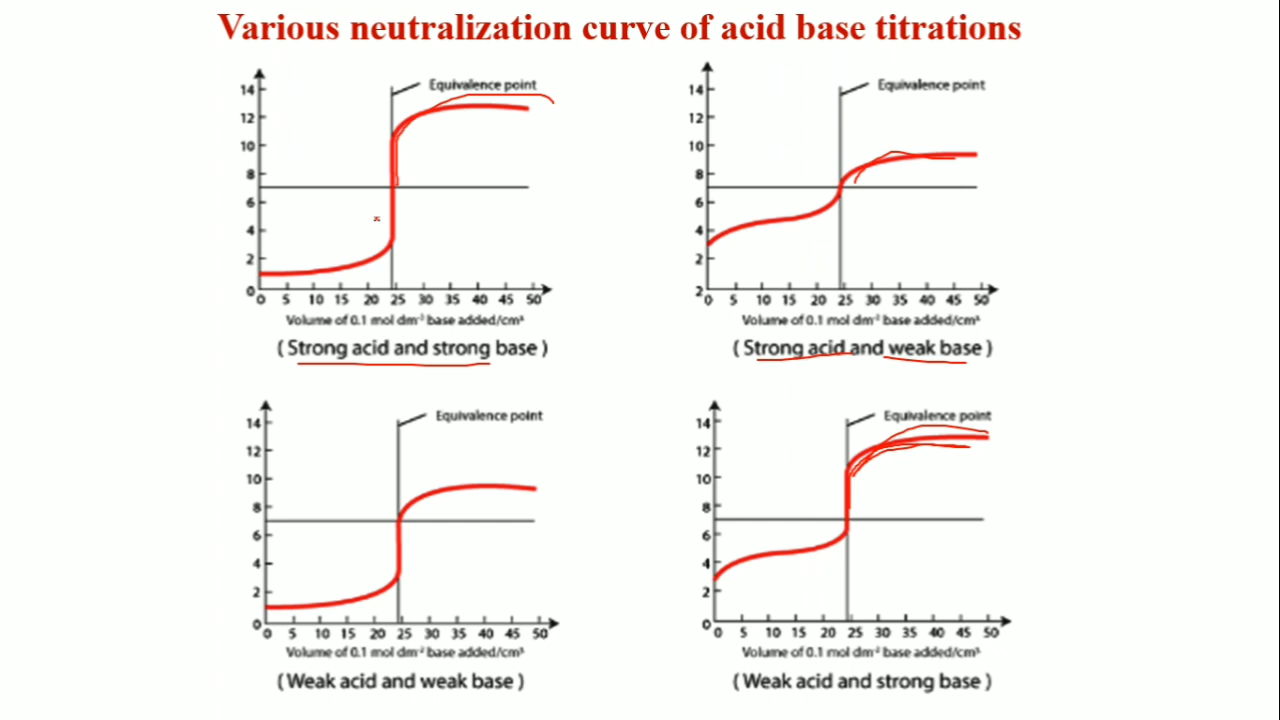 Various neutralization curve of acid base titrations
Equivalence point
14
12
10
8
6
4
2
0
0 5 10 15 20 25 30 35 40 45 50
Volume of 0.1 mol dm⁻³ base added/cm³
( Strong acid and strong base )
Equivalence point
14
12
10
8
6
4
2
2
0 5 10 15 20 25 30 35 40 45 50
Volume of 0.1 mol dm⁻³ base added/cm³
( Strong acid and weak base )
Equivalence point
14
12
10
8
6
4
2
0
0 5 10 15 20 25 30 35 40 45 50
Volume of 0.1 mol dm⁻³ base added/cm³
( Weak acid and weak base )
Equivalence point
14
12
10
8
6
4
2
0
0 5 10 15 20 25 30 35 40 45 50
Volume of 0.1 mol dm⁻³ base added/cm³
( Weak acid and strong base )